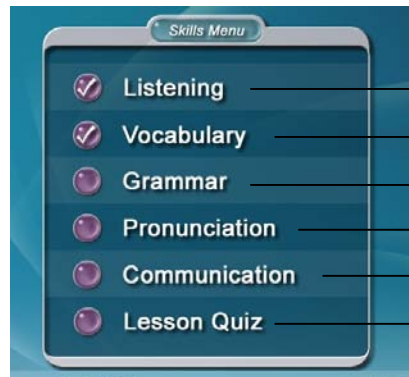 Skills Menu
Listening
Vocabulary
Grammar
Pronunciation
Communication
Lesson Quiz